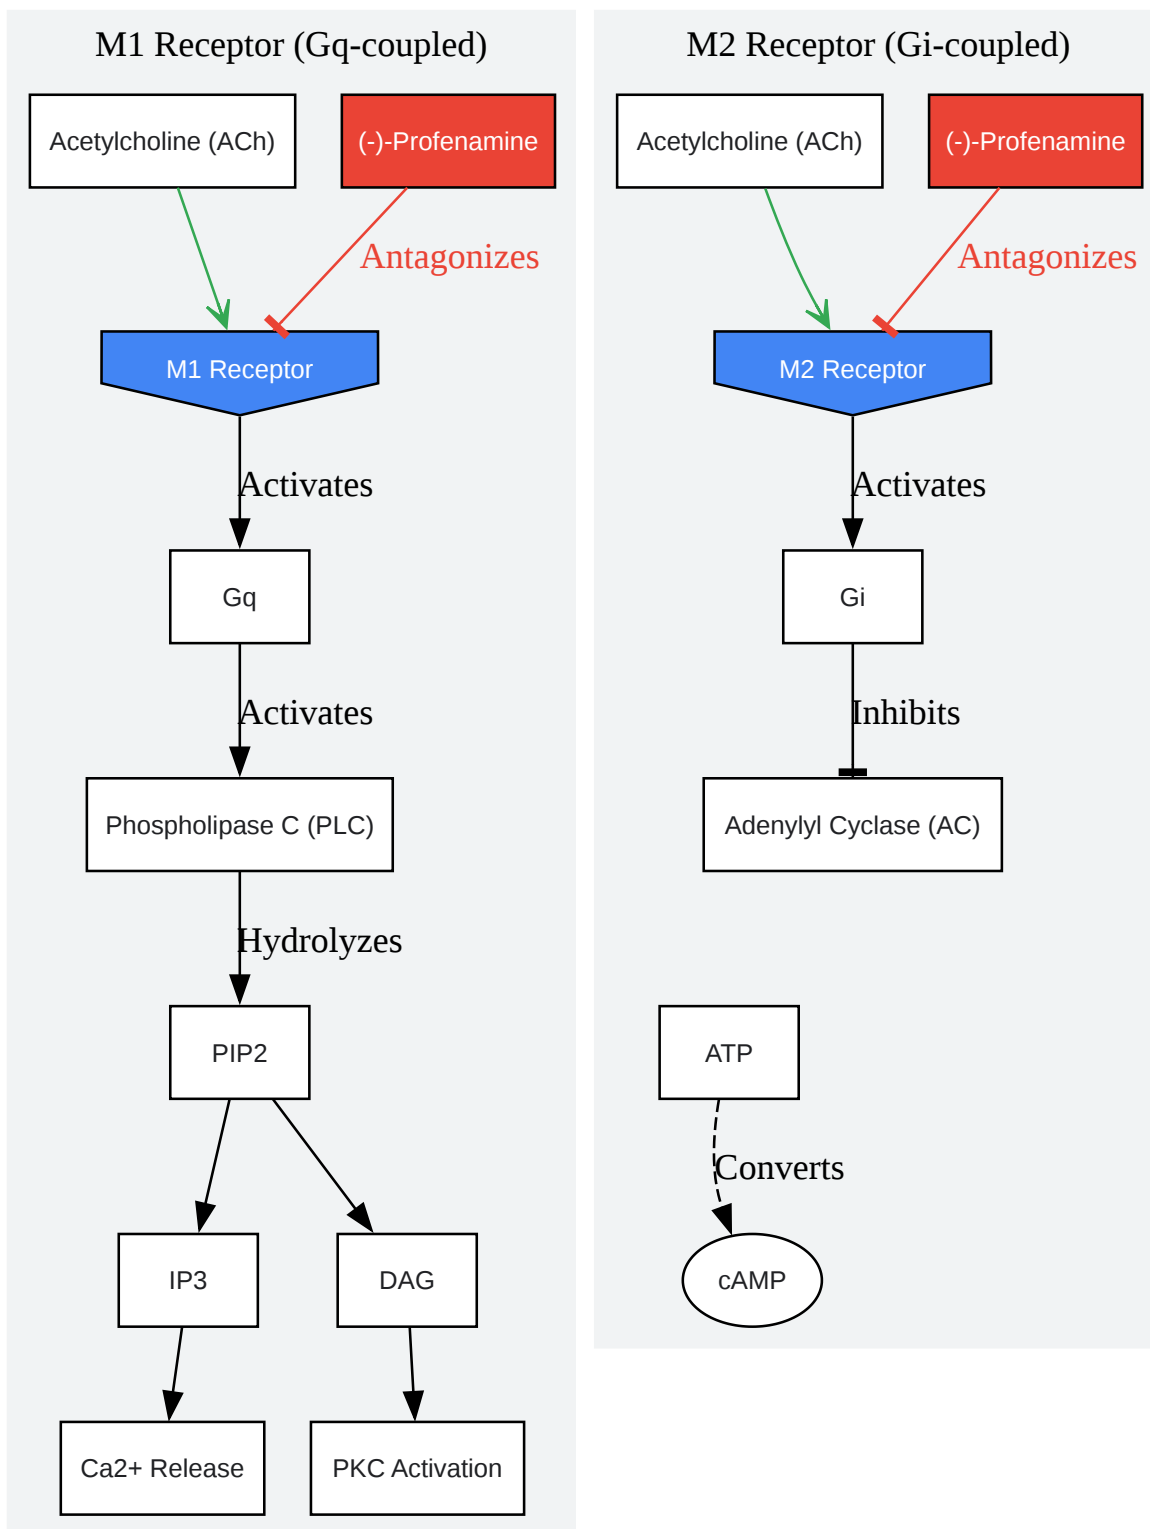 M1 Receptor (Gq-coupled)
Acetylcholine (ACh)
(-)-Profenamine
Antagonizes
M1 Receptor
Activates
Gq
Activates
Phospholipase C (PLC)
Hydrolyzes
PIP2
IP3
DAG
Ca2+ Release
PKC Activation
M2 Receptor (Gi-coupled)
Acetylcholine (ACh)
(-)-Profenamine
Antagonizes
M2 Receptor
Activates
Gi
Inhibits
Adenylyl Cyclase (AC)
ATP
Converts
cAMP